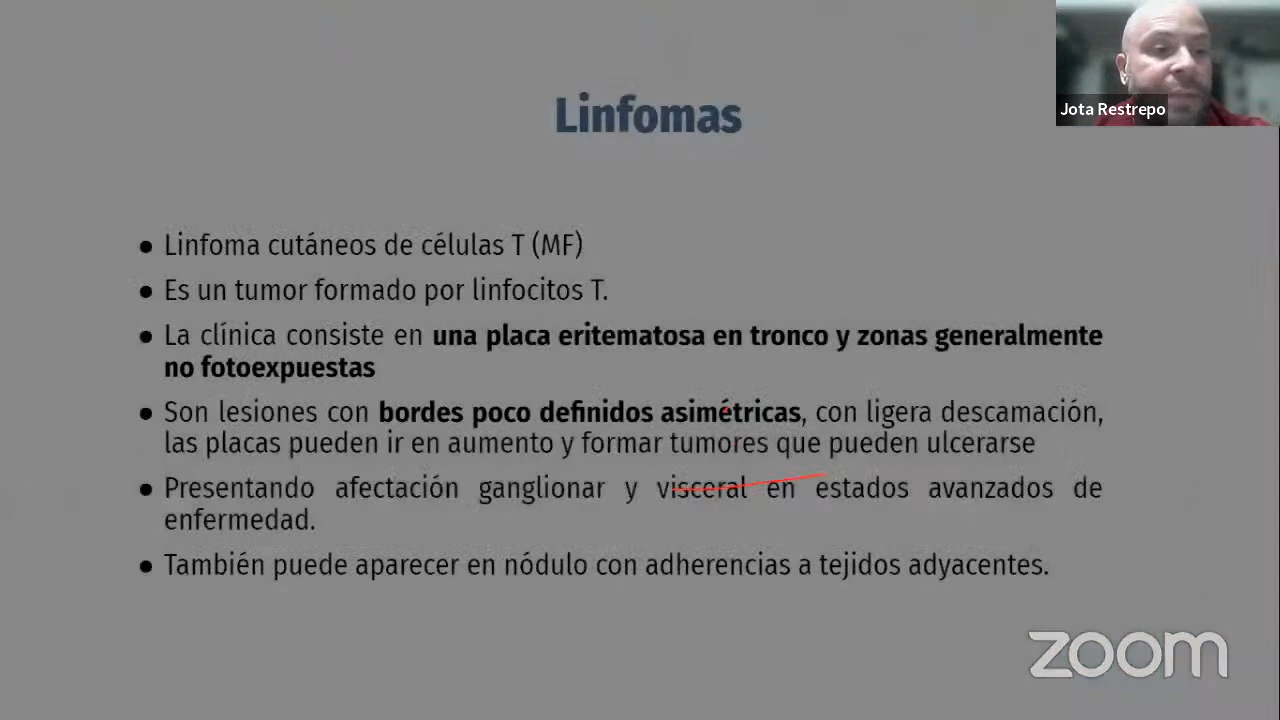 Jota Restrepo
Linfomas
● Linfoma cutáneos de células T (MF)
● Es un tumor formado por linfocitos T.
● La clínica consiste en una placa eritematosa en tronco y zonas generalmente
no fotoexpuestas
● Son lesiones con bordes poco definidos asimétricas, con ligera descamación,
las placas pueden ir en aumento y formar tumores que pueden ulcerarse
● Presentando afectación ganglionar y visceral en estados avanzados de
enfermedad.
● También puede aparecer en nódulo con adherencias a tejidos adyacentes.
zoom